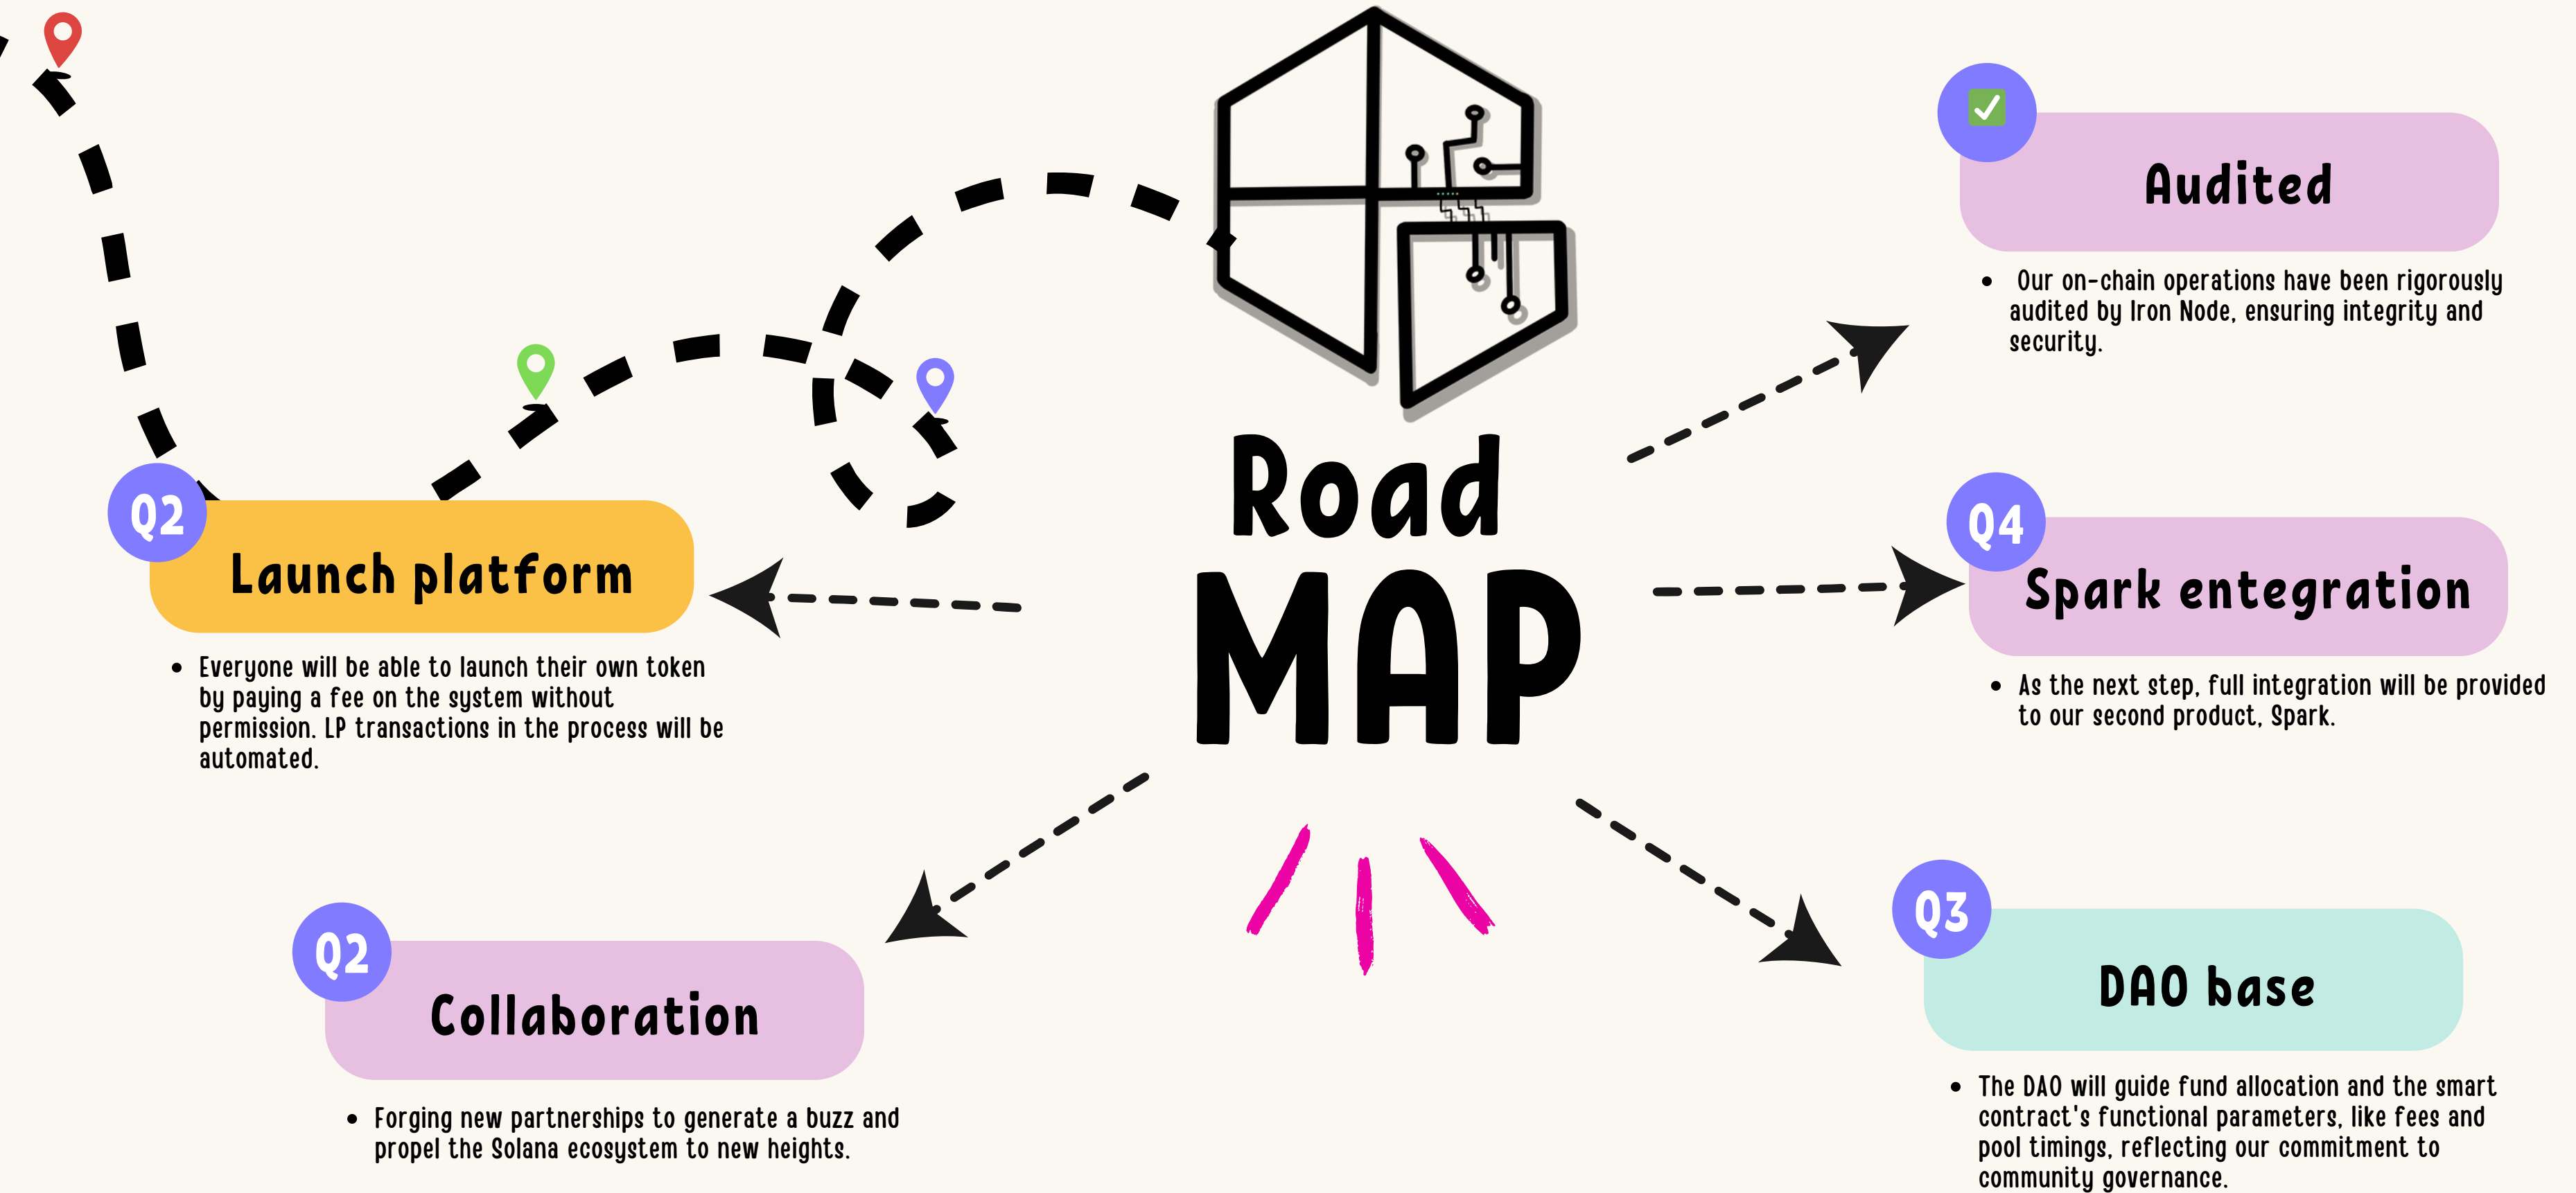 Road
MAP
Q2
Launch platform
• Everyone will be able to launch their own token
by paying a fee on the system without
permission. LP transactions in the process will be
automated.
Q2
Collaboration
• Forging new partnerships to generate a buzz and
propel the Solana ecosystem to new heights.
✅
Audited
• Our on-chain operations have been rigorously
audited by Iron Node, ensuring integrity and
security.
Q4
Spark entegration
• As the next step, full integration will be provided
to our second product, Spark.
Q3
DAO base
• The DAO will guide fund allocation and the smart
contract's functional parameters, like fees and
pool timings, reflecting our commitment to
community governance.